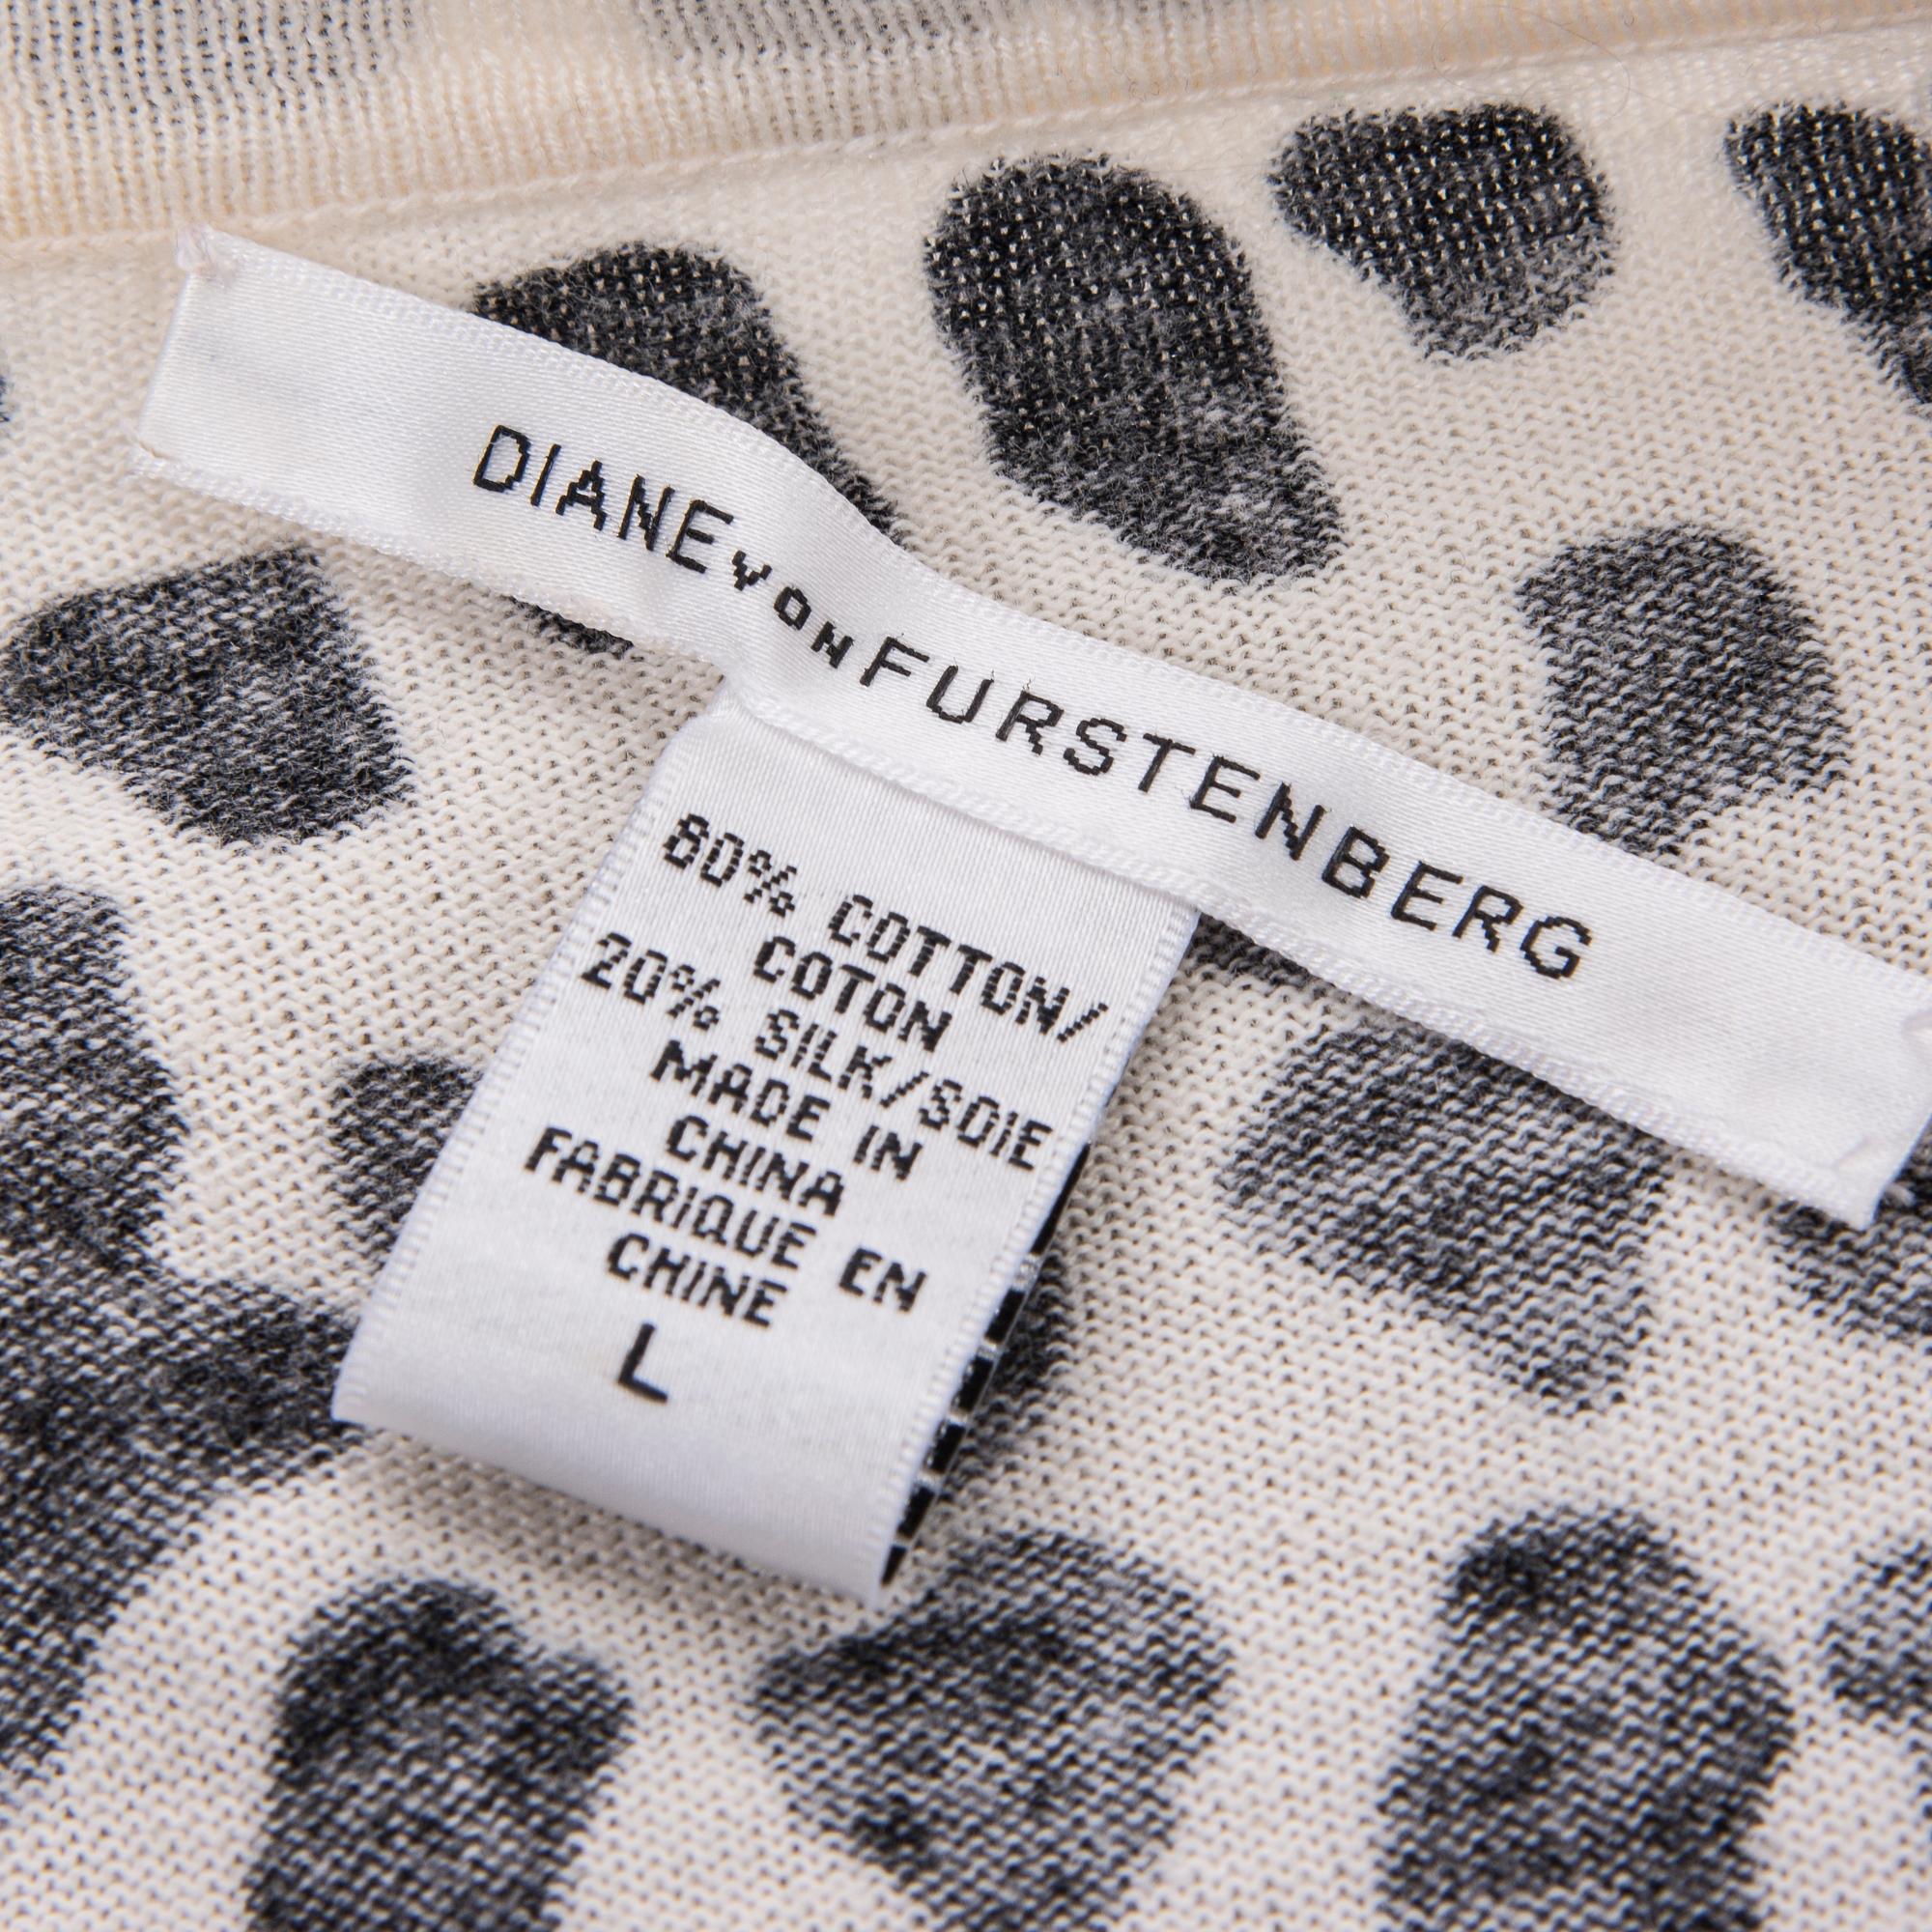 DIANE von FURSTENBERG
80% COTTON/
COTON
20% SILK/SOIE
MADE IN
CHINA
FABRIQUE EN
CHINE
L